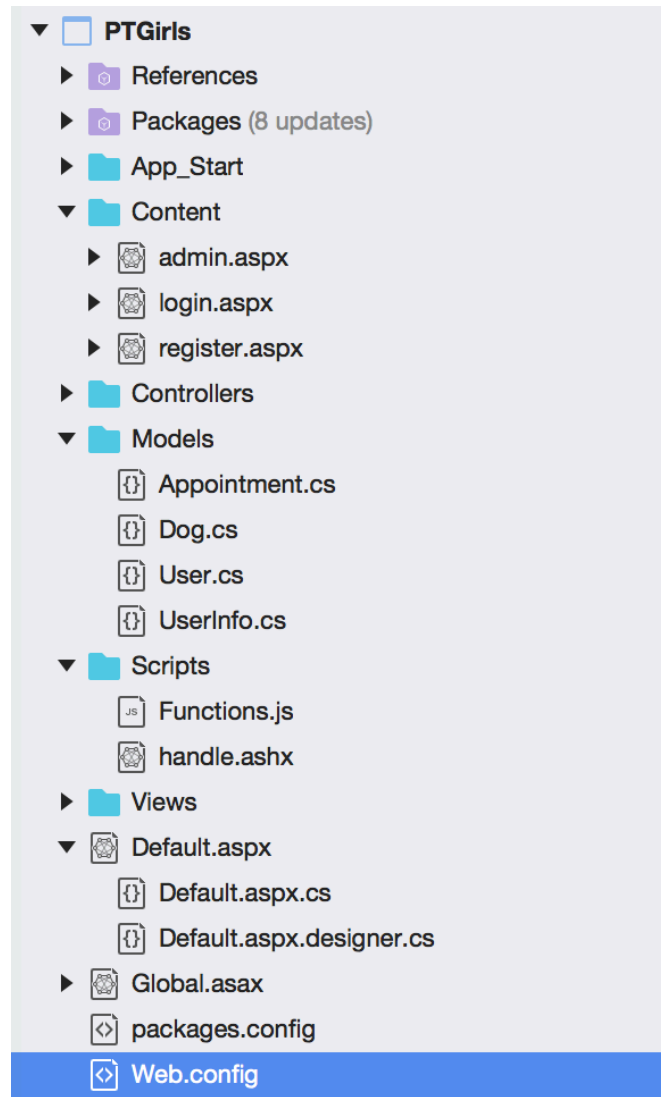 PTGirls
References
Packages (8 updates)
App_Start
Content
admin.aspx
login.aspx
register.aspx
Controllers
Models
Appointment.cs
Dog.cs
User.cs
UserInfo.cs
Scripts
JS Functions.js
handle.ashx
Views
Default.aspx
Default.aspx.cs
Default.aspx.designer.cs
Global.asax
packages.config
Web.config